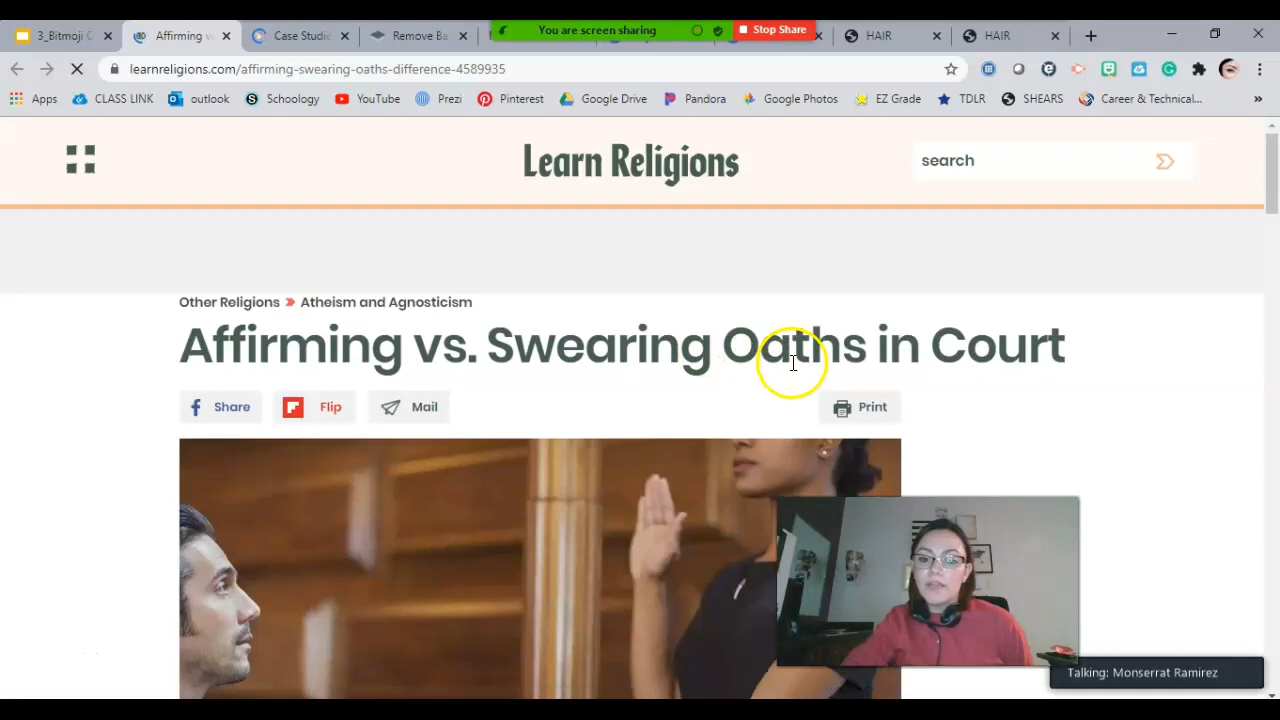 You are screen sharing
Stop Share
3_Bitmoji C
Affirming vs
Case Studie
Remove Ba
HAIR
HAIR
learnreligions.com/affirming-swearing-oaths-difference-4589935
Apps
CLASS LINK
outlook
Schoology
YouTube
Prezi
Pinterest
Google Drive
Pandora
Google Photos
EZ Grade
TDLR
SHEARS
Career & Technical...
Learn Religions
search
Other Religions
Atheism and Agnosticism
Affirming vs. Swearing Oaths in Court
Share
Flip
Mail
Print
Talking: Monserrat Ramirez